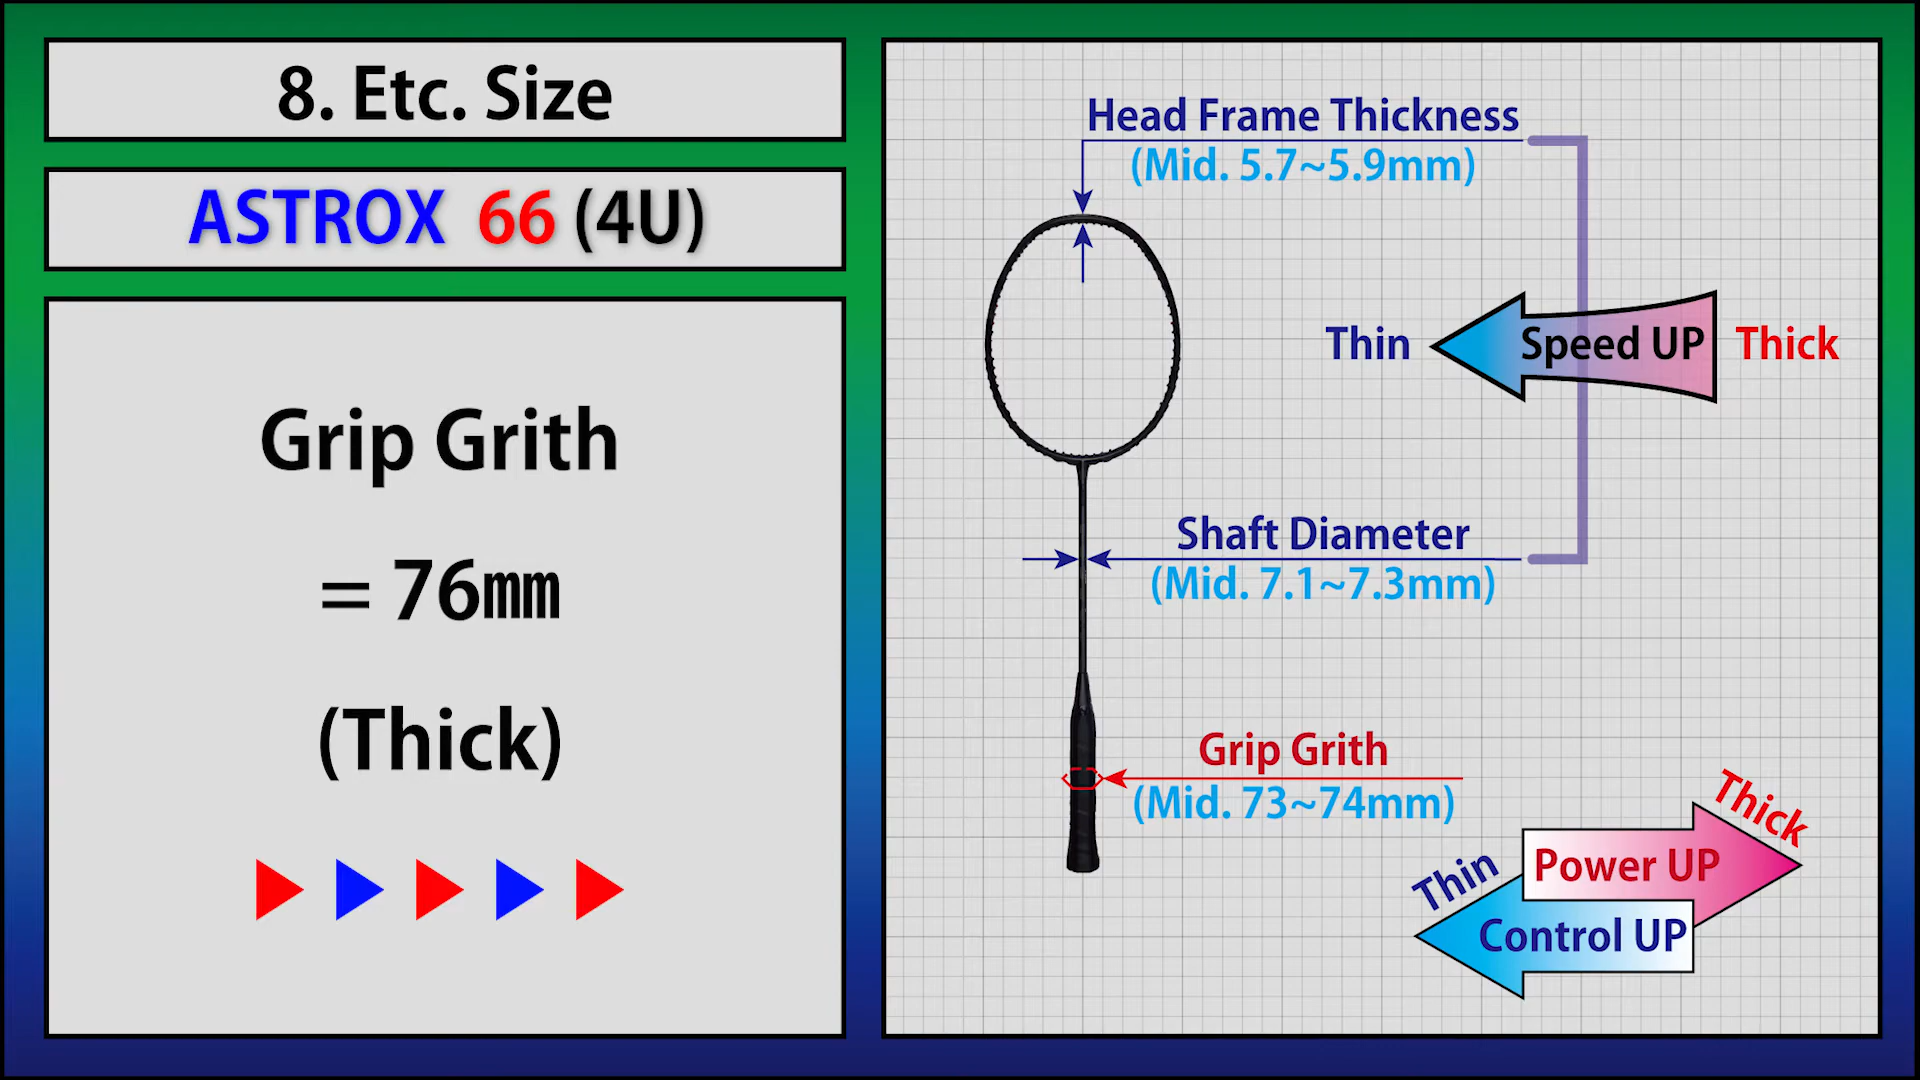 8. Etc. Size
ASTROX 66 (4U)
Grip Grith
= 76mm
(Thick)
Head Frame Thickness
(Mid. 5.7~5.9mm)
Thin
Speed UP
Thick
Shaft Diameter
(Mid. 7.1~7.3mm)
Grip Grith
(Mid. 73~74mm)
Thick
Power UP
Thin
Control UP